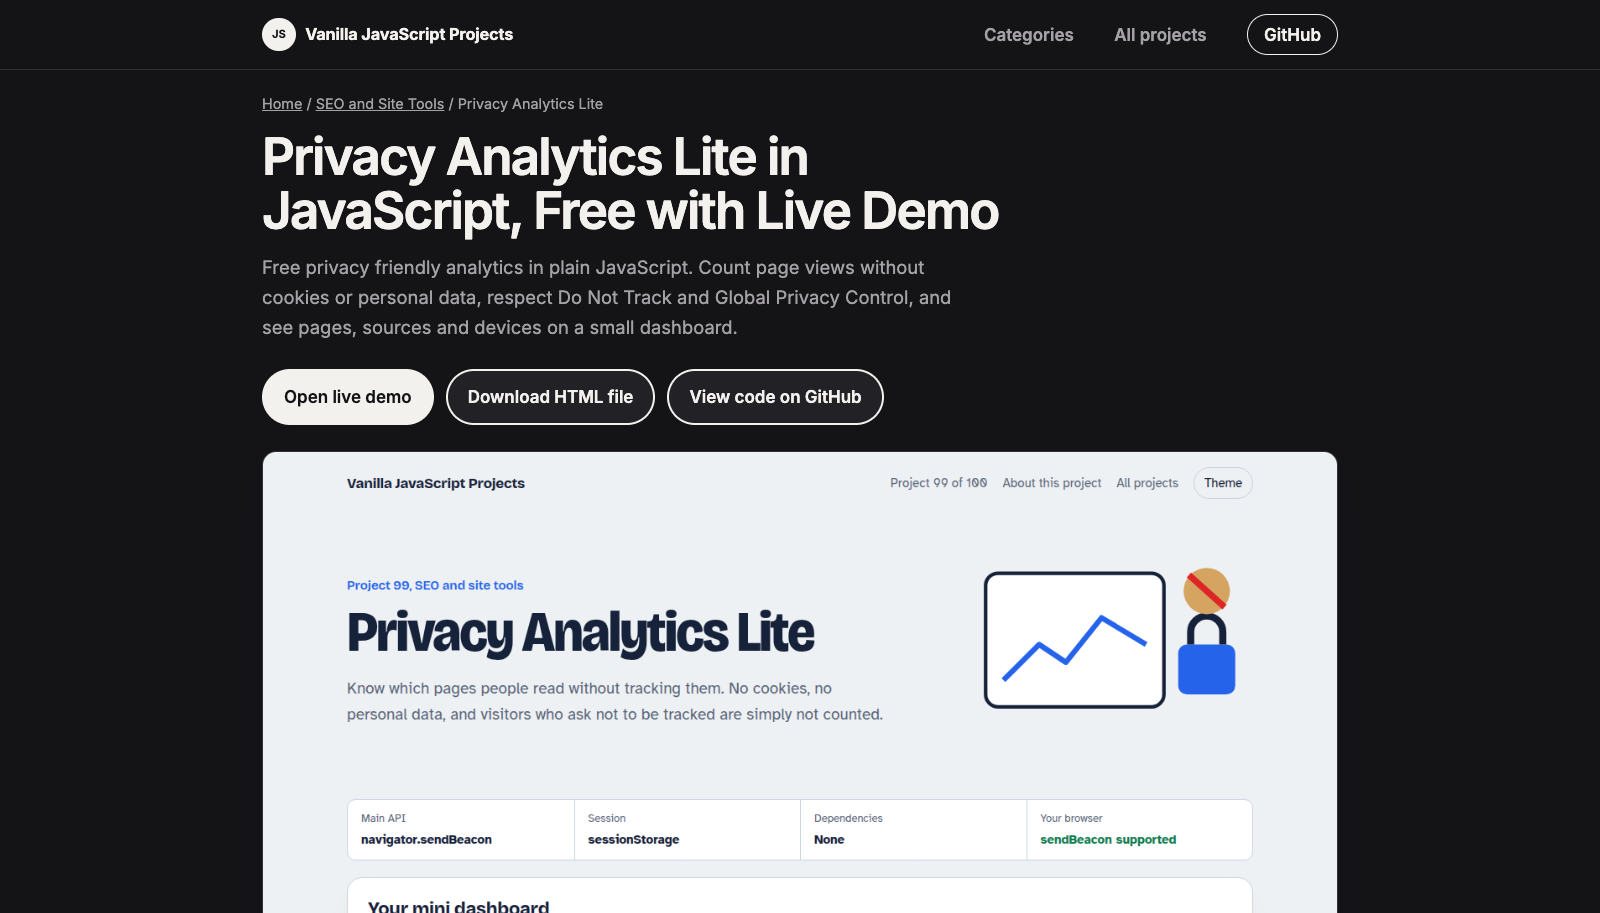 JS Vanilla JavaScript Projects Categories All projects GitHub
Home / SEO and Site Tools / Privacy Analytics Lite
Privacy Analytics Lite in
JavaScript, Free with Live Demo
Free privacy friendly analytics in plain JavaScript. Count page views without
cookies or personal data, respect Do Not Track and Global Privacy Control, and
see pages, sources and devices on a small dashboard.
Open live demo Download HTML file View code on GitHub
Vanilla JavaScript Projects Project 99 of 100 About this project All projects Theme
Project 99, SEO and site tools
Privacy Analytics Lite
Know which pages people read without tracking them. No cookies, no
personal data, and visitors who ask not to be tracked are simply not counted.
Main API Session Dependencies Your browser
navigator.sendBeacon sessionStorage None sendBeacon supported
Your mini dashboard